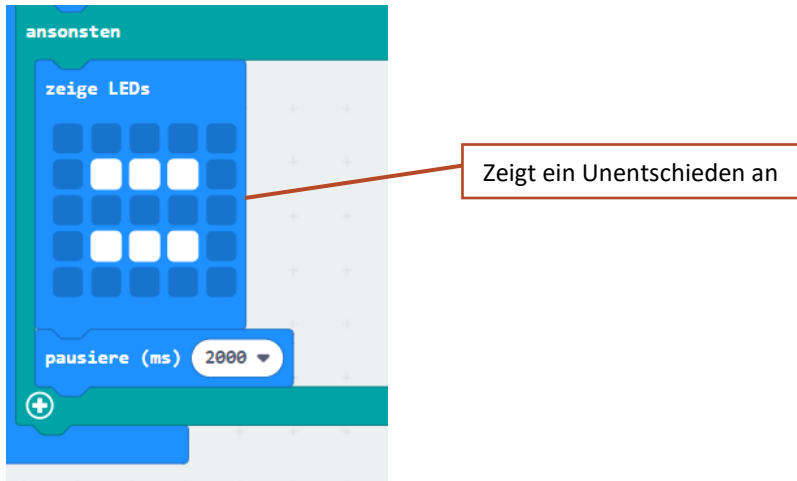 ansonsten
zeige LEDs
Zeigt ein Unentschieden an
pausiere (ms) 2000